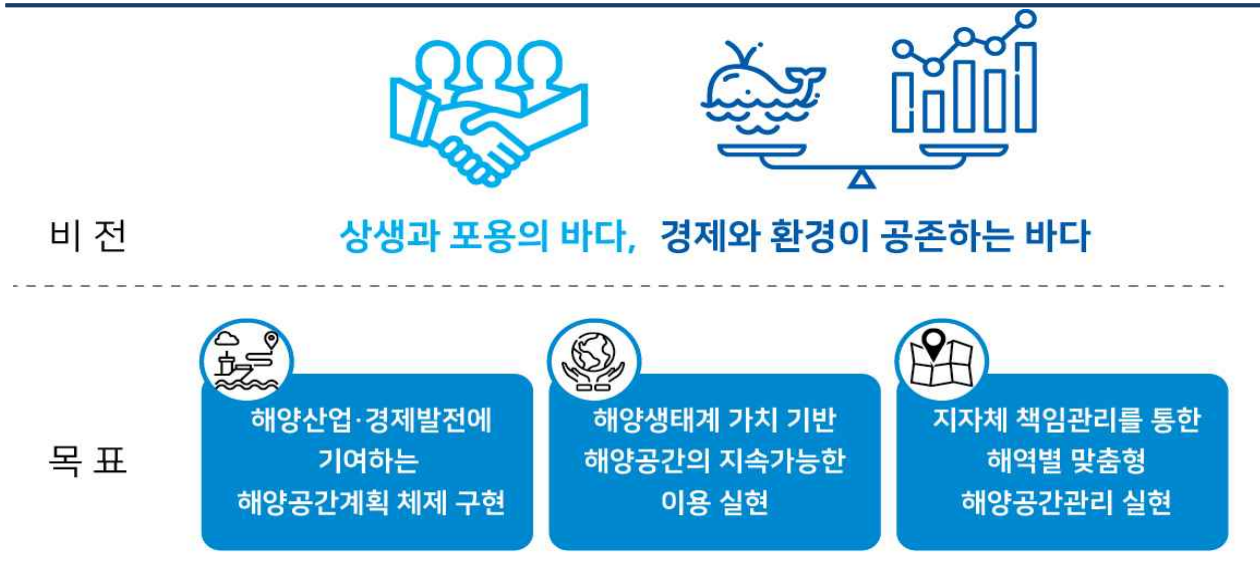 비 전
상생과 포용의 바다, 경제와 환경이 공존하는 바다
목 표
해양산업·경제발전에
기여하는
해양공간계획 체제 구현
해양생태계 가치 기반
해양공간의 지속가능한
이용 실현
지자체 책임관리를 통한
해역별 맞춤형
해양공간관리 실현